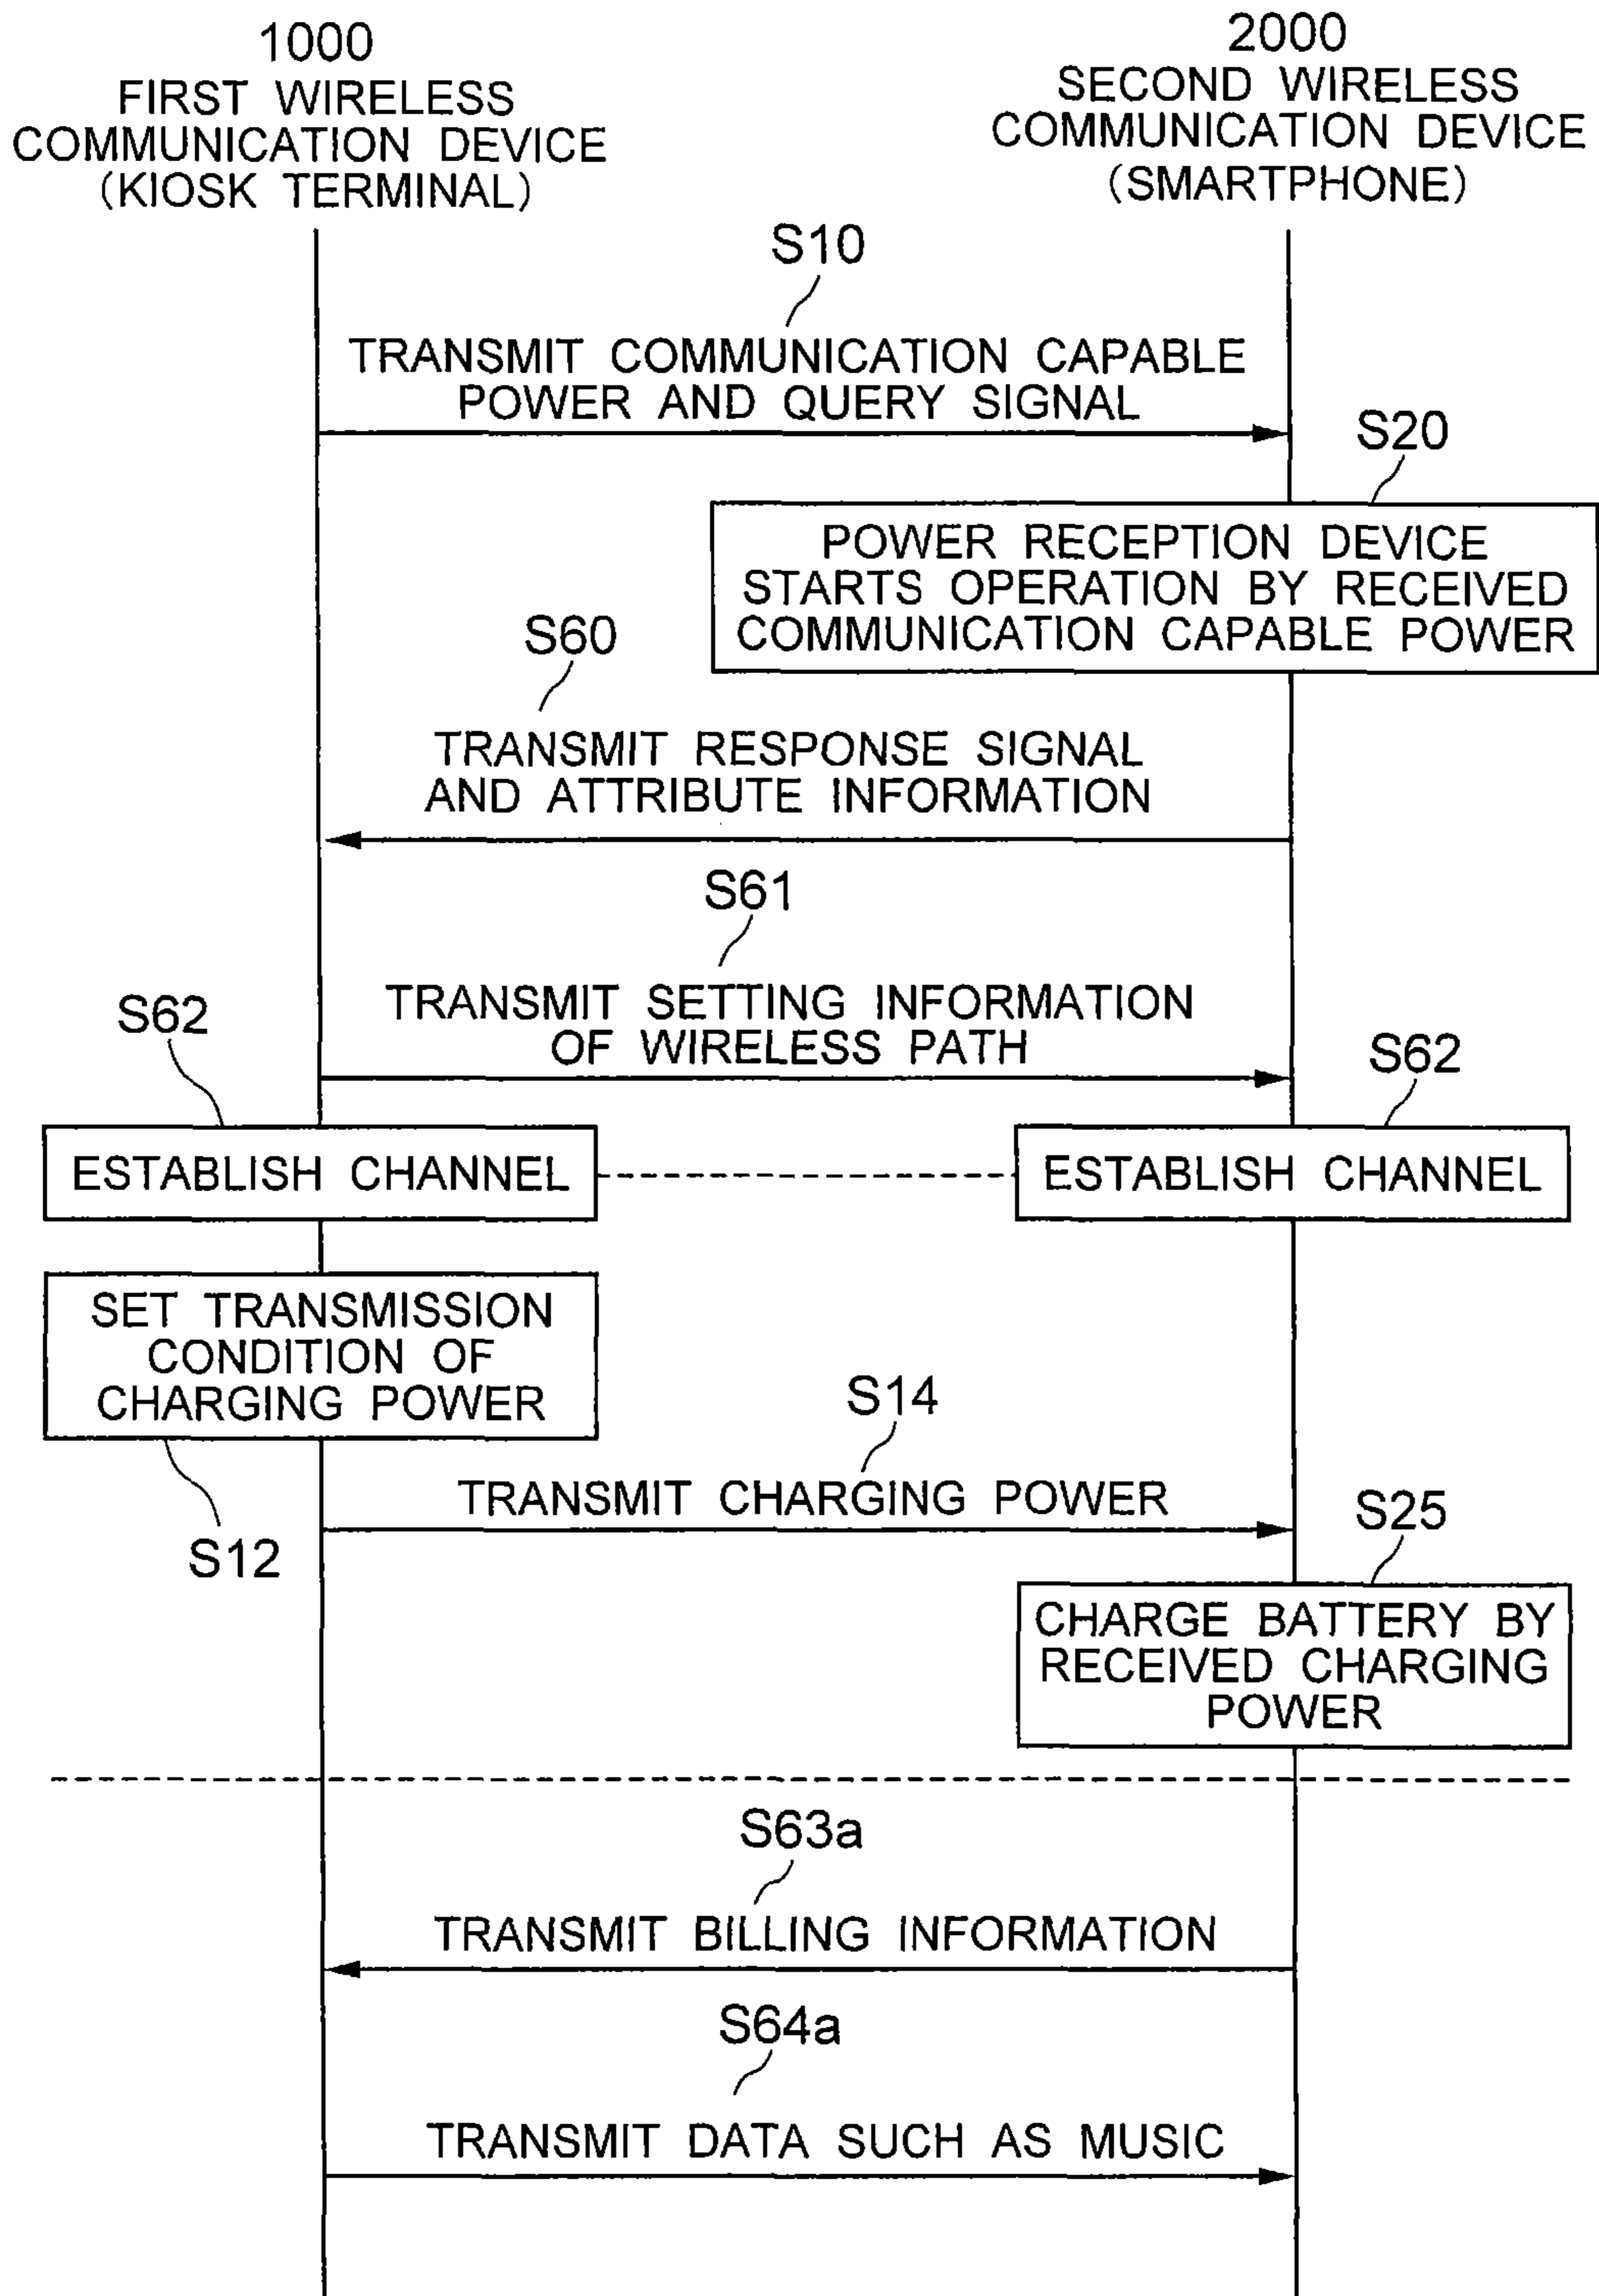 1000
FIRST WIRELESS
COMMUNICATION DEVICE
(KIOSK TERMINAL)
2000
SECOND WIRELESS
COMMUNICATION DEVICE
(SMARTPHONE)
S10
TRANSMIT COMMUNICATION CAPABLE
POWER AND QUERY SIGNAL
S20
POWER RECEPTION DEVICE
STARTS OPERATION BY RECEIVED
COMMUNICATION CAPABLE POWER
S60
TRANSMIT RESPONSE SIGNAL
AND ATTRIBUTE INFORMATION
S61
TRANSMIT SETTING INFORMATION
OF WIRELESS PATH
S62
ESTABLISH CHANNEL
S62
ESTABLISH CHANNEL
SET TRANSMISSION
CONDITION OF
CHARGING POWER
S12
S14
TRANSMIT CHARGING POWER
S25
CHARGE BATTERY BY
RECEIVED CHARGING
POWER
S63a
TRANSMIT BILLING INFORMATION
S64a
TRANSMIT DATA SUCH AS MUSIC